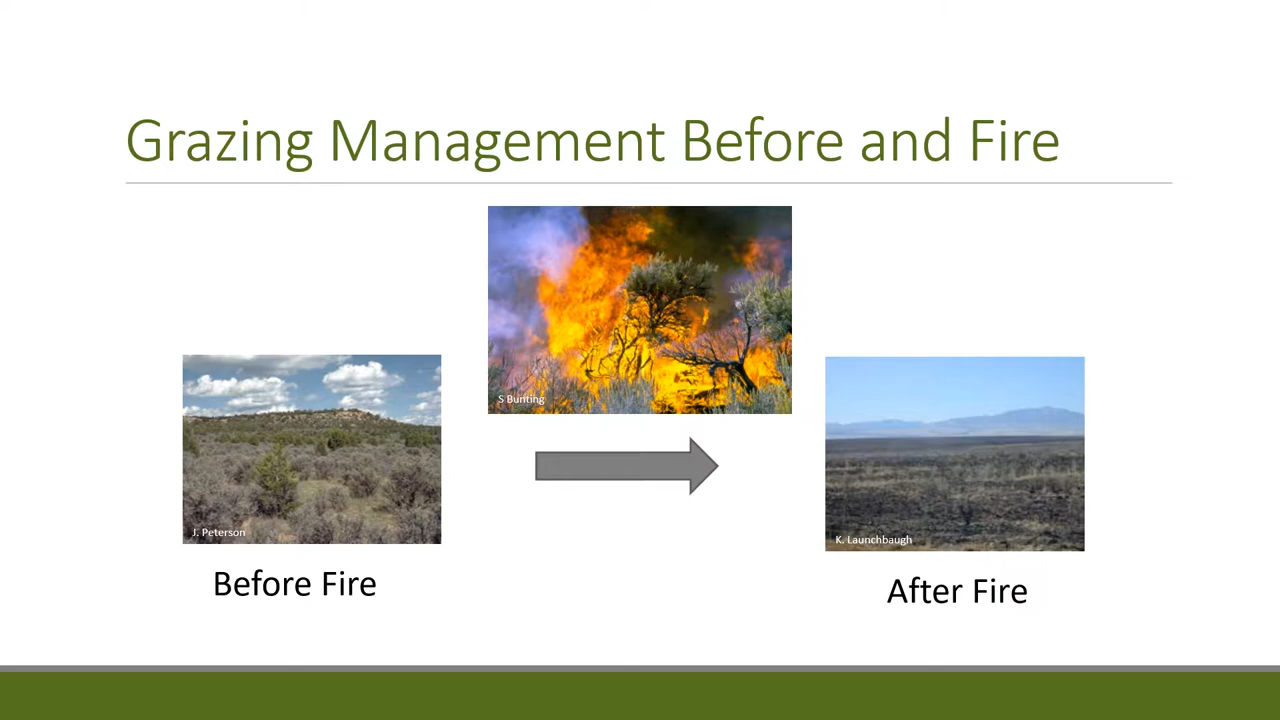 Grazing Management Before and Fire
S Bunting
J. Peterson
K. Launchbaugh
Before Fire
After Fire